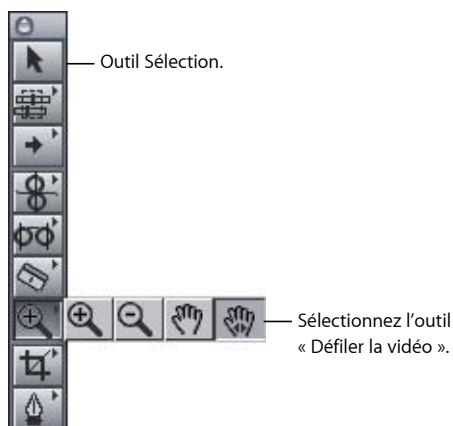 Outil Sélection.
Sélectionnez l’outil
« Défiler la vidéo ».